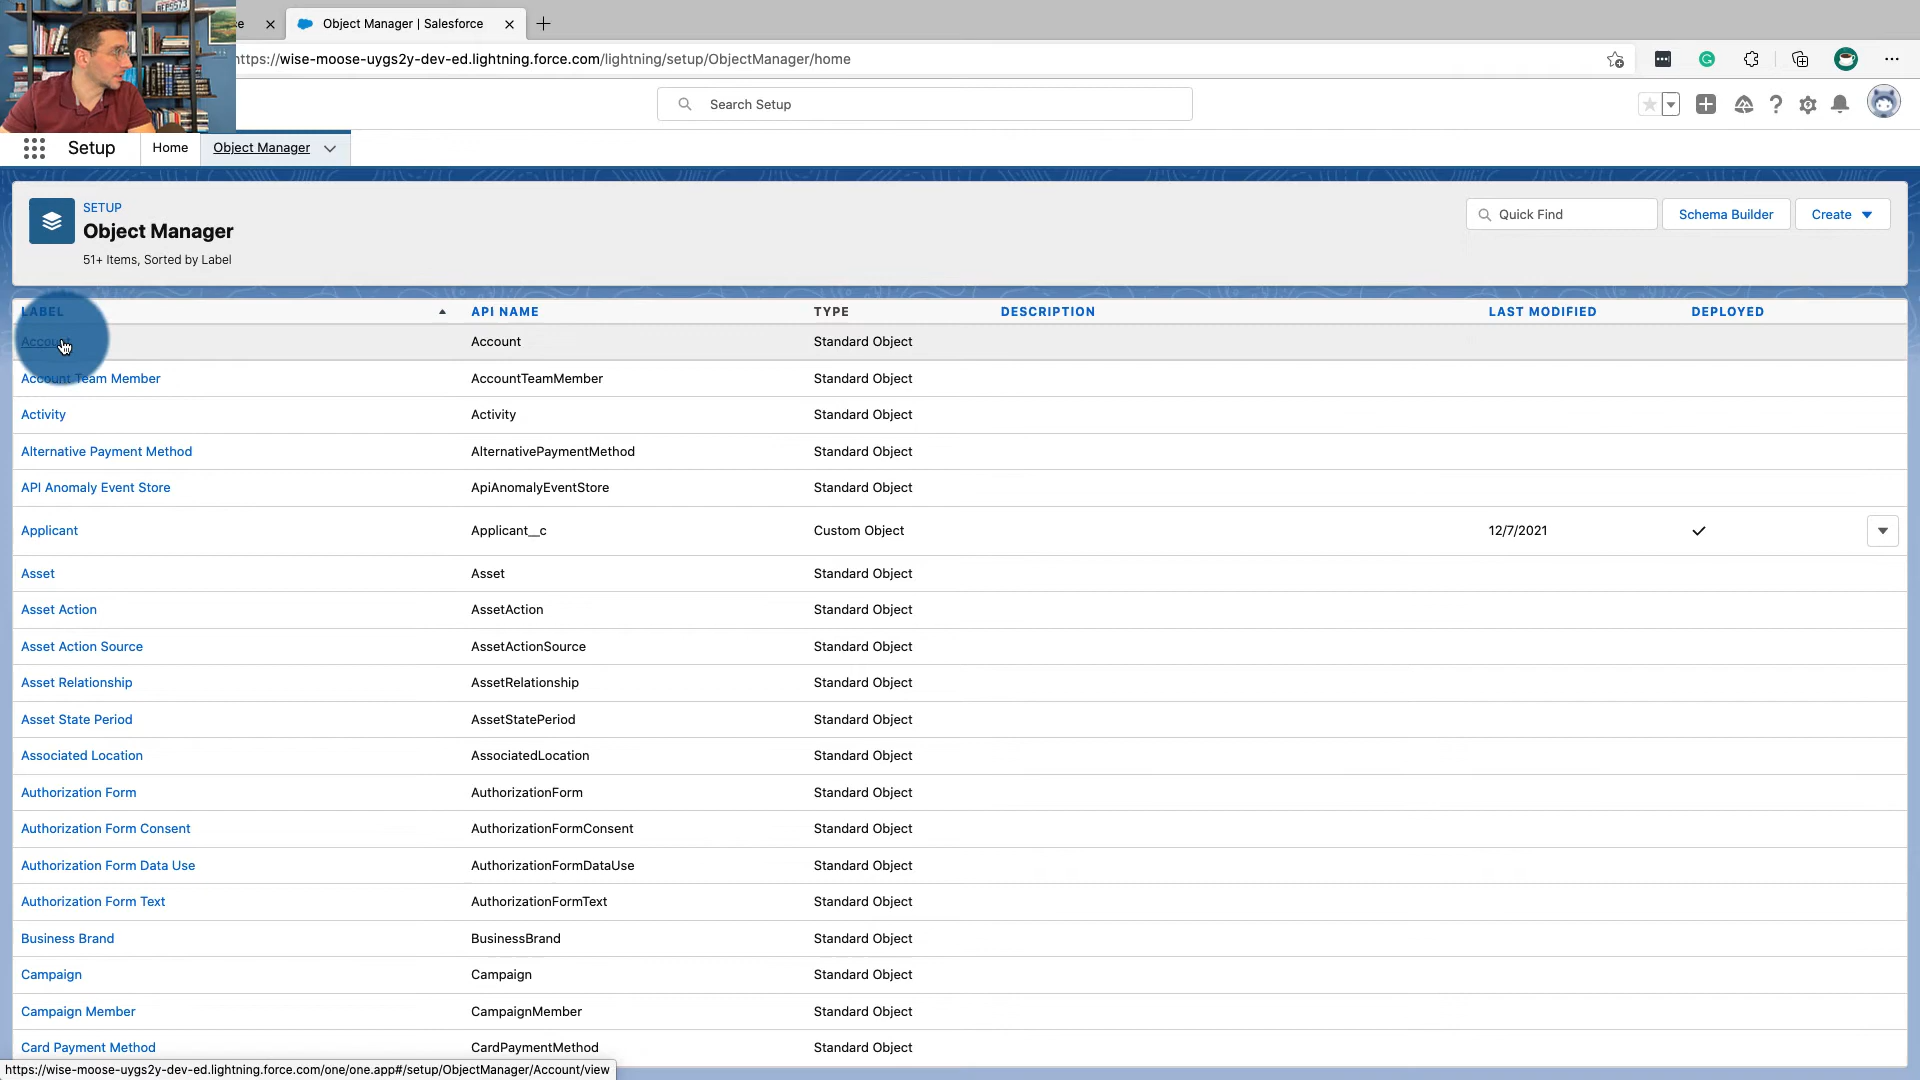 Object Manager | Salesforce
https://wise-moose-uygs2y-dev-ed.lightning.force.com/lightning/setup/ObjectManager/home
Search Setup
Setup
Home
Object Manager
SETUP
Object Manager
51+ Items, Sorted by Label
Quick Find
Schema Builder
Create
LABEL API NAME TYPE DESCRIPTION LAST MODIFIED DEPLOYED
Account Account Standard Object
Account Team Member AccountTeamMember Standard Object
Activity Activity Standard Object
Alternative Payment Method AlternativePaymentMethod Standard Object
API Anomaly Event Store ApiAnomalyEventStore Standard Object
Applicant Applicant__c Custom Object 12/7/2021
Asset Asset Standard Object
Asset Action AssetAction Standard Object
Asset Action Source AssetActionSource Standard Object
Asset Relationship AssetRelationship Standard Object
Asset State Period AssetStatePeriod Standard Object
Associated Location AssociatedLocation Standard Object
Authorization Form AuthorizationForm Standard Object
Authorization Form Consent AuthorizationFormConsent Standard Object
Authorization Form Data Use AuthorizationFormDataUse Standard Object
Authorization Form Text AuthorizationFormText Standard Object
Business Brand BusinessBrand Standard Object
Campaign Campaign Standard Object
Campaign Member CampaignMember Standard Object
Card Payment Method CardPaymentMethod Standard Object
https://wise-moose-uygs2y-dev-ed.lightning.force.com/one/one.app#/setup/ObjectManager/Account/view